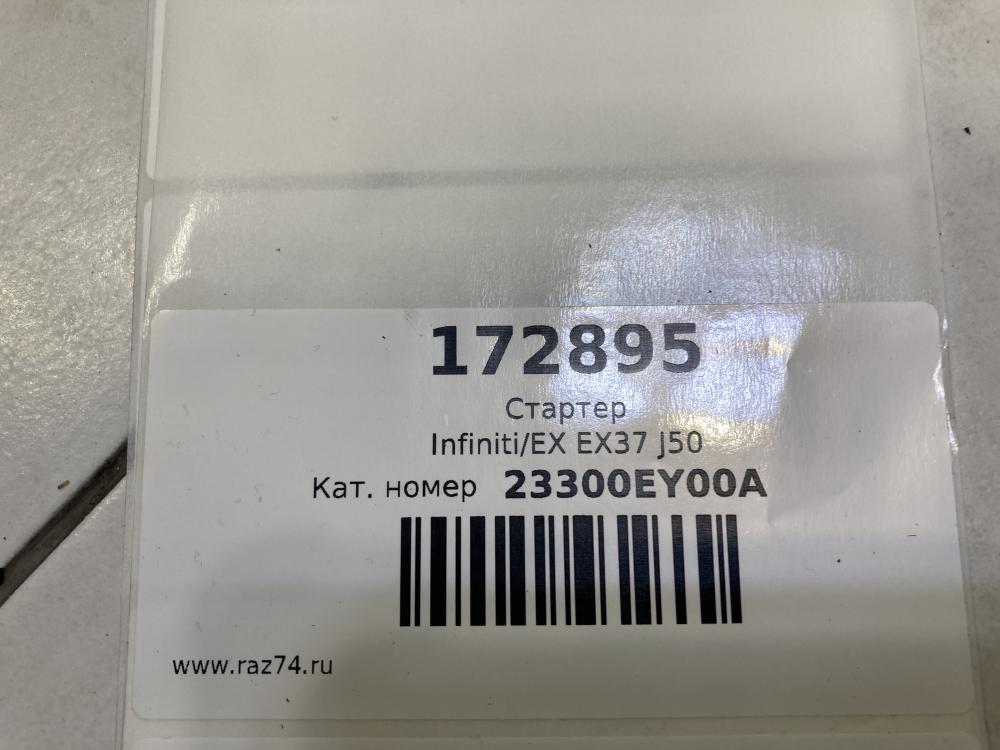 172895
Стартер
Infiniti/EX EX37 J50
Кат. номер 23300EY00A
www.raz74.ru